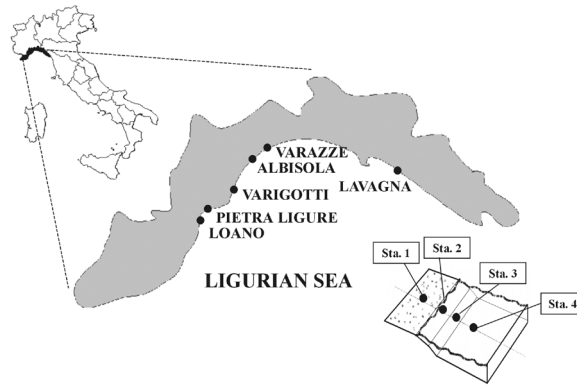 VARAZZE
ALBISOLA
VARIGOTTI
LAVAGNA
PIETRA LIGURE
LOANO
LIGURIAN SEA
Sta. 1
Sta. 2
Sta. 3
Sta. 4